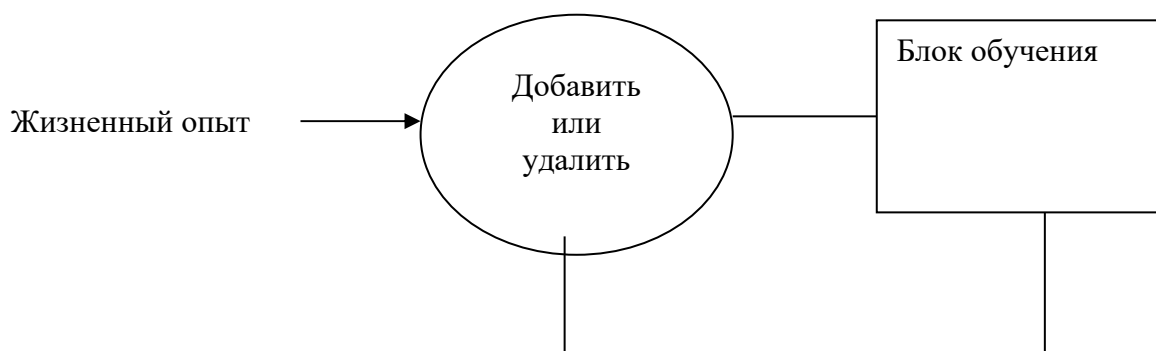 Жизненный опыт
Добавить
или
удалить
Блок обучения